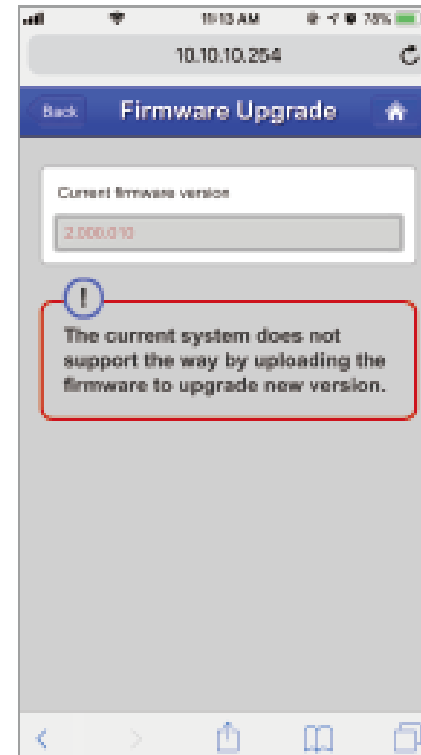 11:13 AM 78%
10.10.10.254
Back Firmware Upgrade
Current firmware version
2.000.010
!
The current system does not
support the way by uploading the
firmware to upgrade new version.